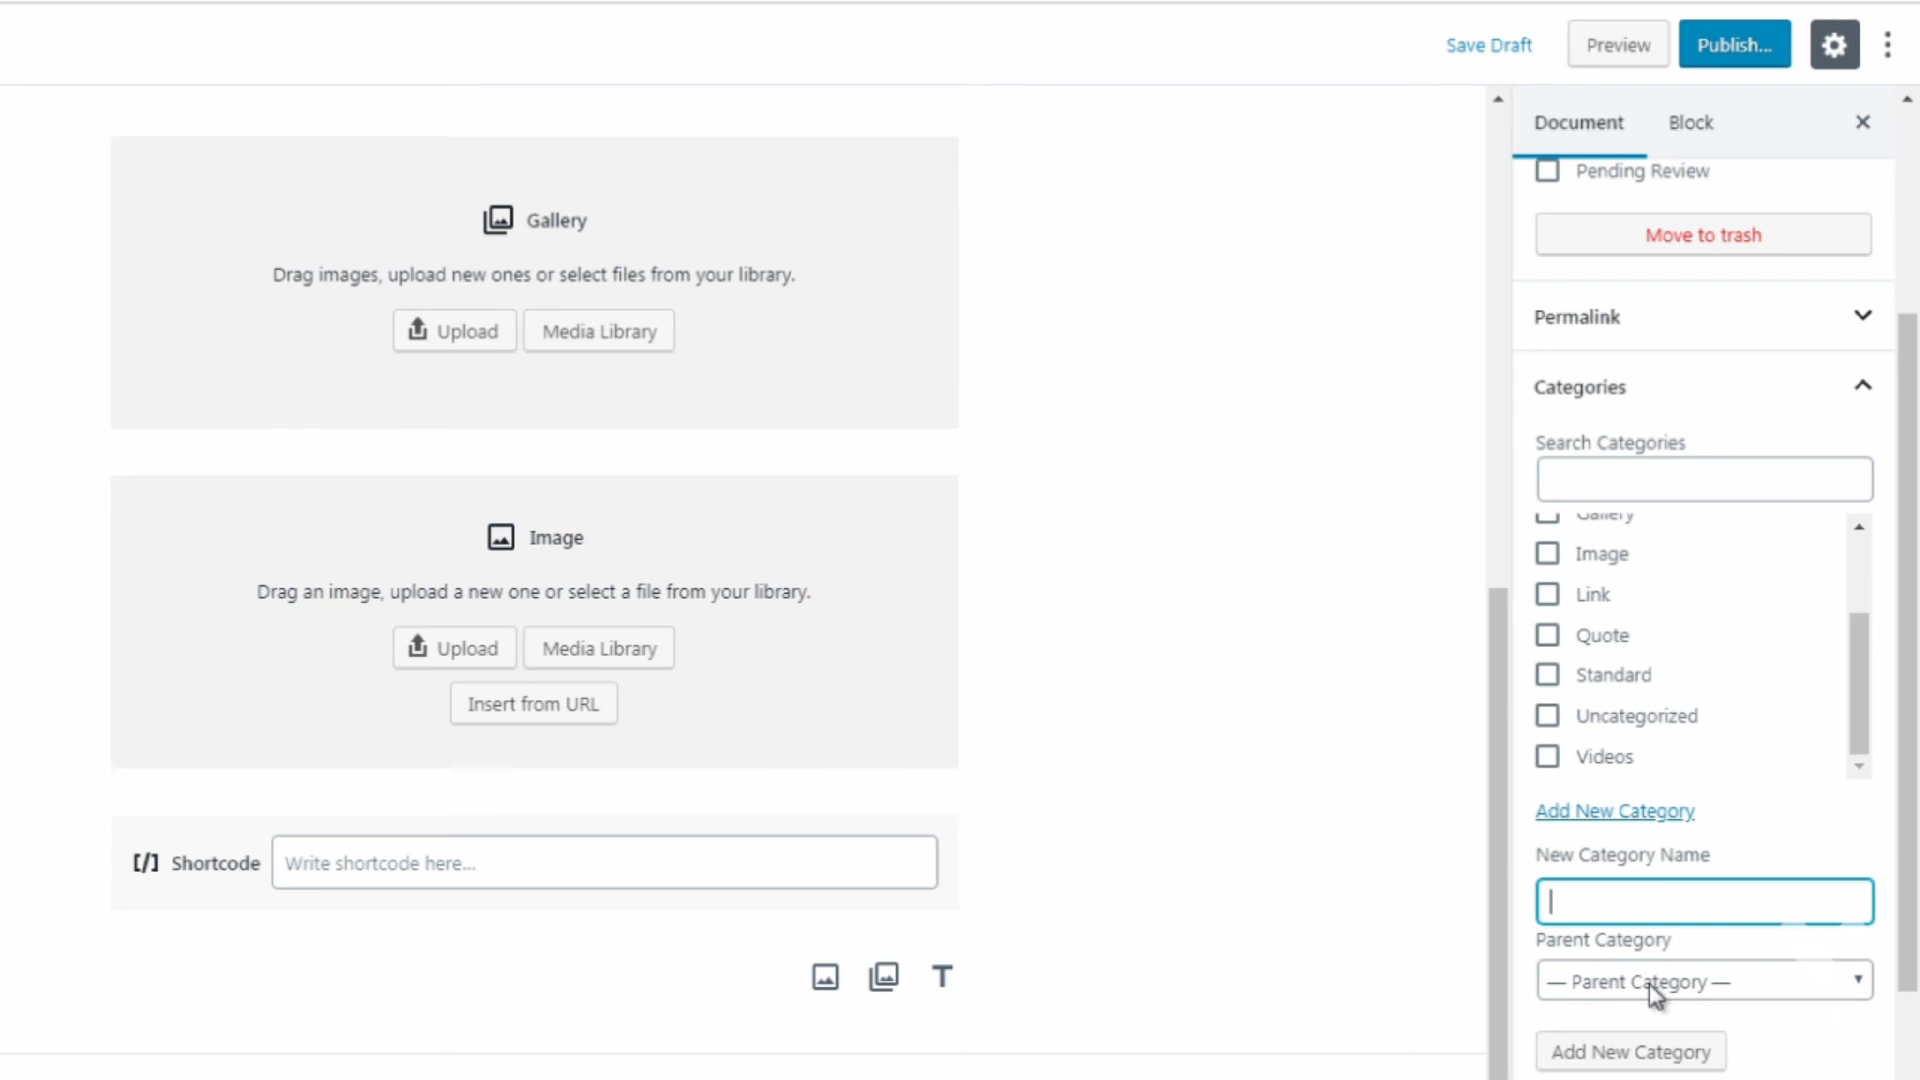 Save Draft
Preview
Publish...
Document
Block
Pending Review
Move to trash
Permalink
Categories
Search Categories
Gallery
Image
Link
Quote
Standard
Uncategorized
Videos
Add New Category
New Category Name
Parent Category
— Parent Category —
Add New Category
Gallery
Drag images, upload new ones or select files from your library.
Upload
Media Library
Image
Drag an image, upload a new one or select a file from your library.
Upload
Media Library
Insert from URL
[/] Shortcode
Write shortcode here...